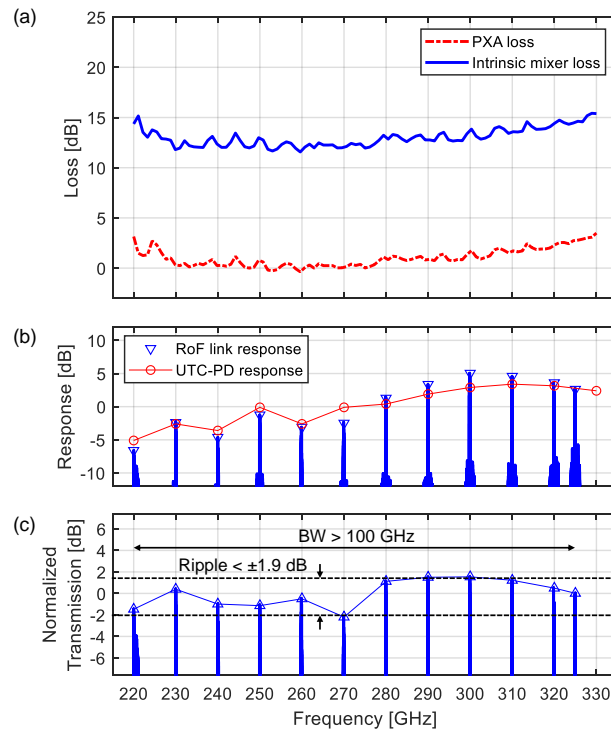 (a)
25
20
15
10
5
0
Loss [dB]
PXA loss
Intrinsic mixer loss
(b)
10
5
0
-5
-10
Response [dB]
RoF link response
UTC-PD response
(c)
6
4
2
0
-2
-4
-6
Normalized
Transmission [dB]
BW > 100 GHz
Ripple < ±1.9 dB
220 230 240 250 260 270 280 290 300 310 320 330
Frequency [GHz]